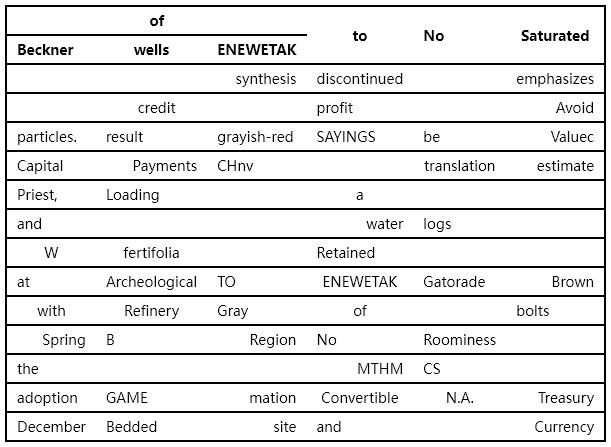 of
to No Saturated
Beckner wells ENEWETAK
synthesis discontinued emphasizes
credit profit Avoid
particles. result grayish-red SAYINGS be Valuec
Capital Payments CHnv translation estimate
Priest, Loading a
and water logs
W fertifolia Retained
at Archeological TO ENEWETAK Gatorade Brown
with Refinery Gray of bolts
Spring B Region No Roominess
the MTHM CS
adoption GAME mation Convertible N.A. Treasury
December Bedded site and Currency